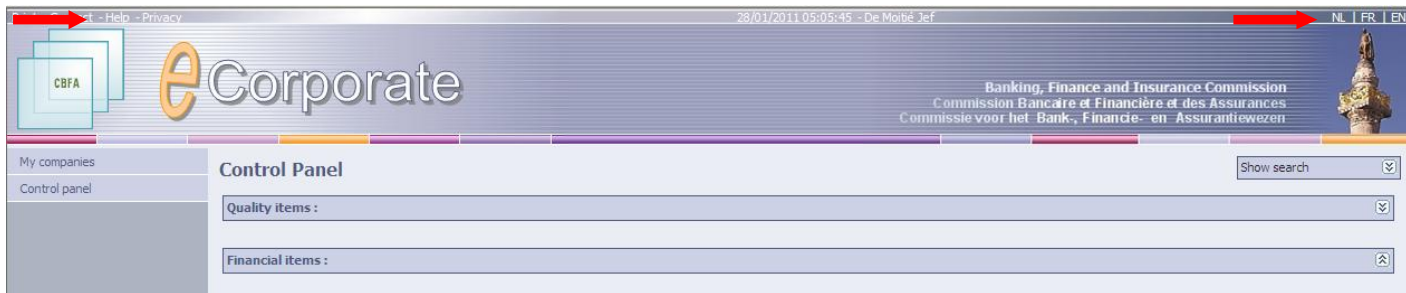 - Help - Privacy
28/01/2011 05:05:45 - De Moitié Jef
NL | FR | EN
CBFA
eCorporate
Banking, Finance and Insurance Commission
Commission Bancaire et Financière et des Assurances
Commissie voor het Bank-, Financie- en Assurantiewezen
My companies
Control panel
Control Panel
Show search
Quality items :
Financial items :